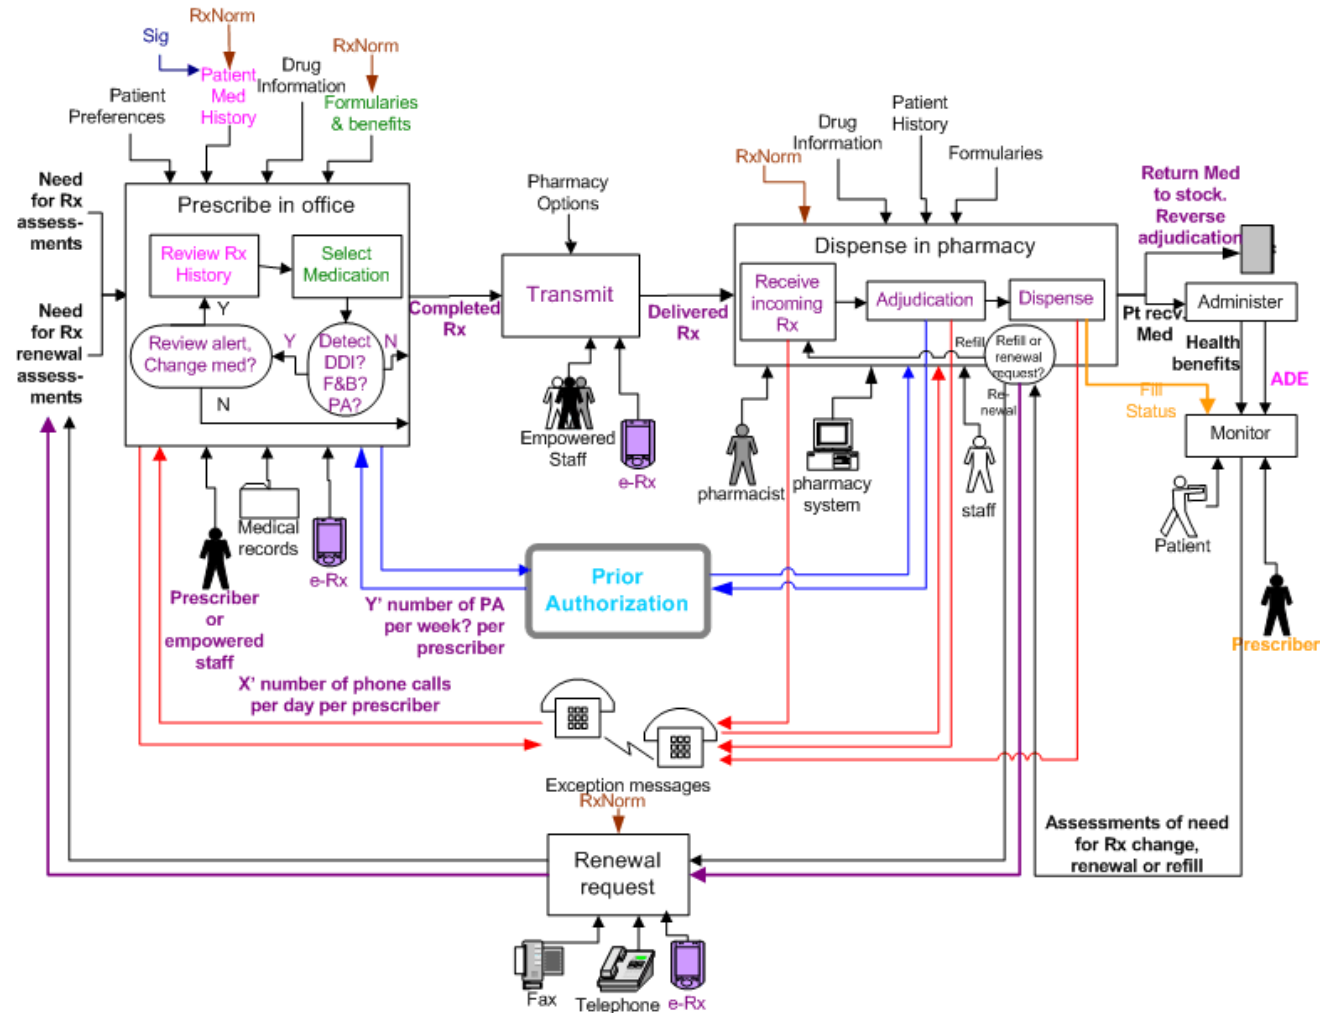 RxNorm
Sig
RxNorm
Patient
Med
History
Drug
Information
Formularies
& benefits
Patient
Preferences
Need
for Rx
assess-
ments
Need
for Rx
renewal
assess-
ments
Prescribe in office
Review Rx
History
Select
Medication
Y
Review alert,
Change med?
Y
Detect
DDI?
F&B?
PA?
N
N
Completed
Rx
Pharmacy
Options
Transmit
Delivered
Rx
Empowered
Staff
e-Rx
RxNorm
Drug
Information
Patient
History
Formularies
Dispense in pharmacy
Receive
incoming
Rx
Adjudication
Dispense
Refill
Refill or
renewal
request?
Re-
newal
Return Med
to stock.
Reverse
adjudication
Pt recv.
Med
Administer
Health
benefits
ADE
Fill
Status
Monitor
Patient
Prescriber
pharmacist
pharmacy
system
staff
Medical
records
e-Rx
Prescriber
or
empowered
staff
Prior
Authorization
Y' number of PA
per week? per
prescriber
X' number of phone calls
per day per prescriber
Exception messages
RxNorm
Renewal
request
Assessments of need
for Rx change,
renewal or refill
Fax
Telephone
e-Rx